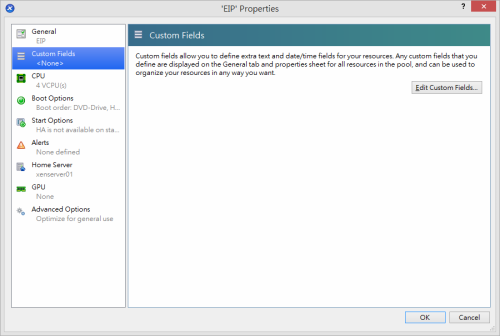 'EIP' Properties
General
EIP
Custom Fields
<None>
CPU
4 VCPU(s)
Boot Options
Boot order: DVD-Drive, H...
Start Options
HA is not available on sta...
Alerts
None defined
Home Server
xenserver01
GPU
None
Advanced Options
Optimize for general use
Custom Fields
Custom fields allow you to define extra text and date/time fields for your resources. Any custom fields that you
define are displayed on the General tab and properties sheet for all resources in the pool, and can be used to
organize your resources in any way you want.
Edit Custom Fields...
OK
Cancel